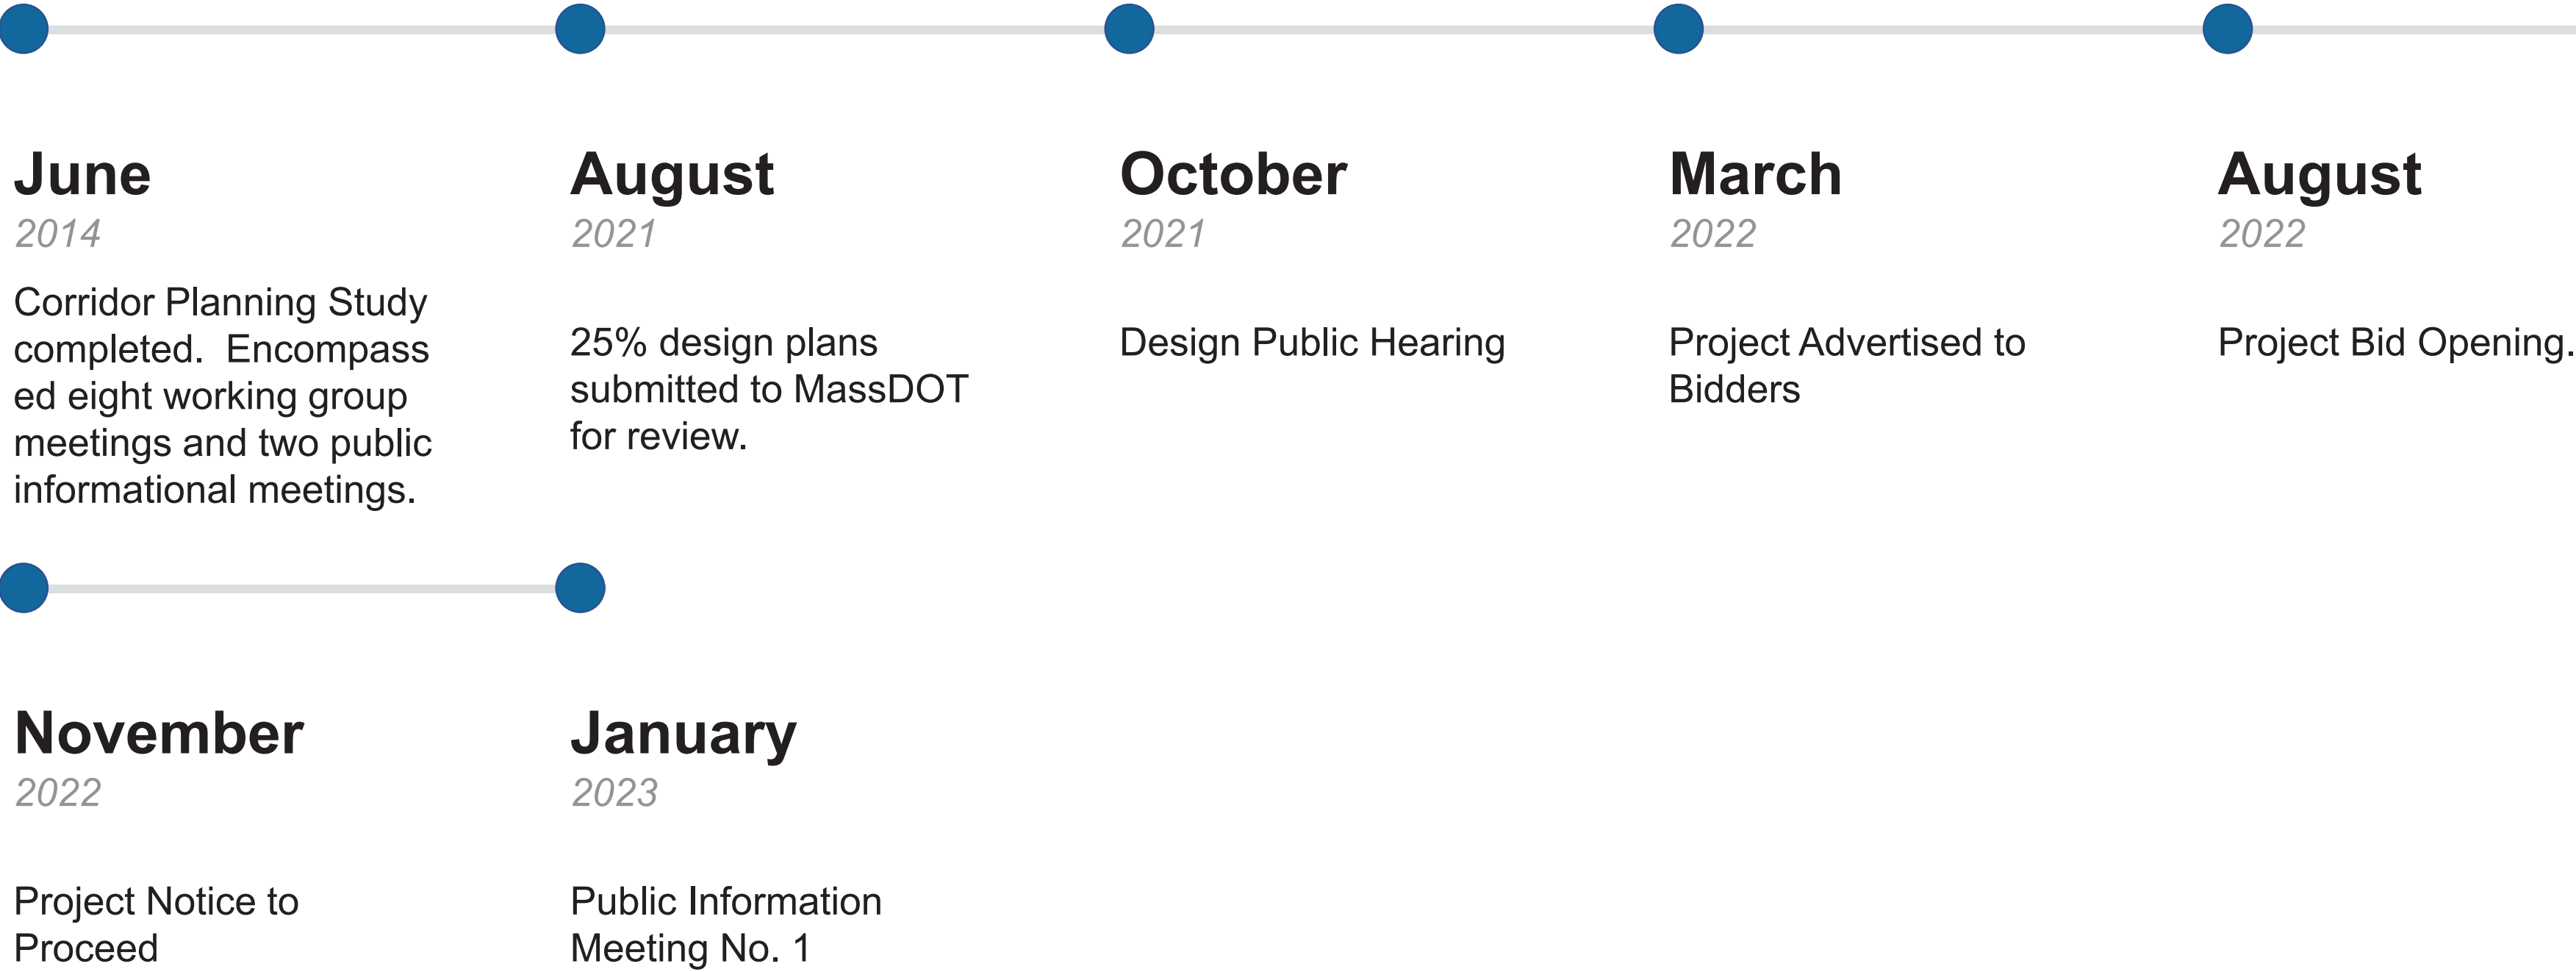 June
2014
Corridor Planning Study
completed.  Encompass
ed eight working group
meetings and two public
informational meetings.
August
2021
25% design plans
submitted to MassDOT
for review.
October
2021
Design Public Hearing
March
2022
Project Advertised to
Bidders
August
2022
Project Bid Opening.
November
2022
Project Notice to
Proceed
January
2023
Public Information
Meeting No. 1